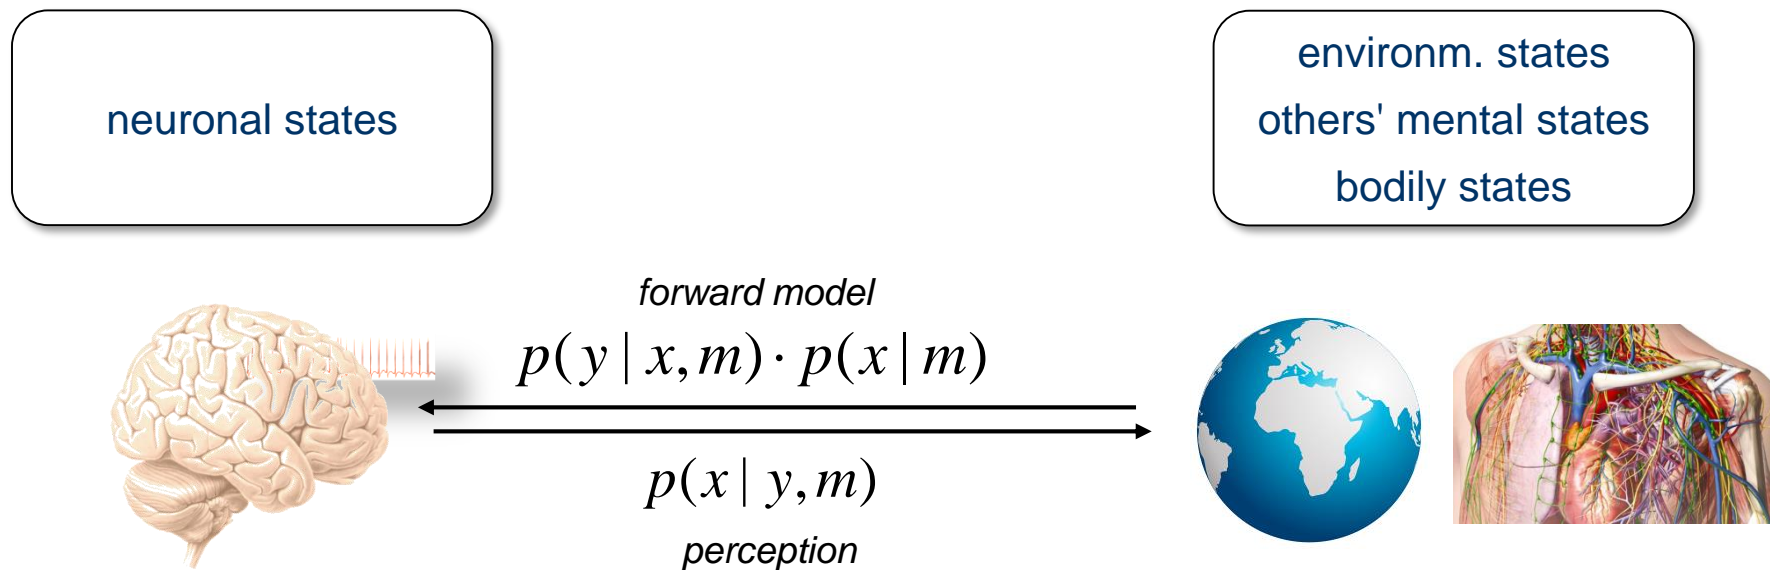 neuronal states
environm. states
others' mental states
bodily states
forward model
p(y | x, m) · p(x | m)
p(x | y, m)
perception